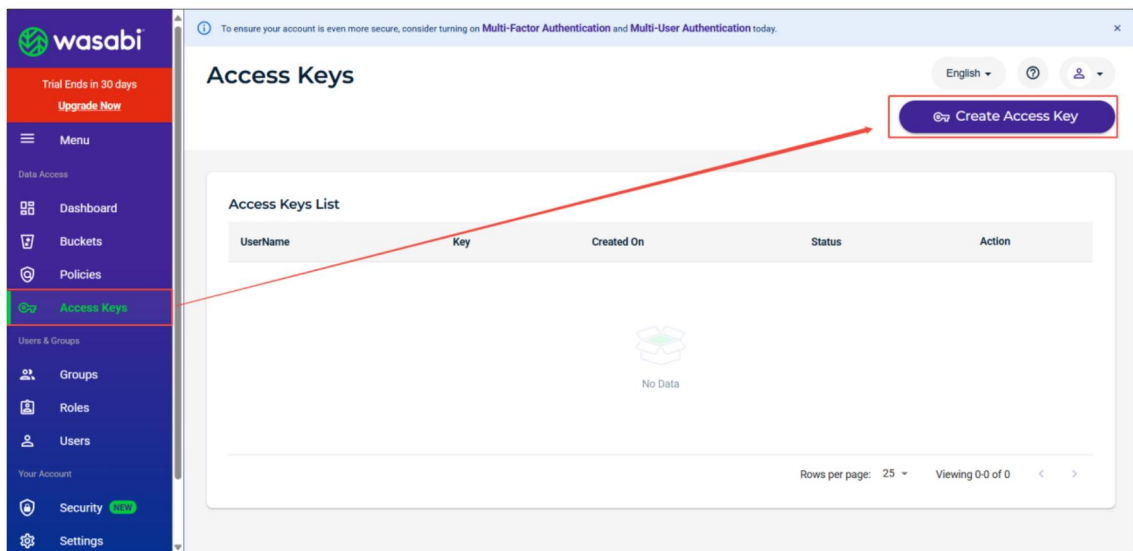 wasabi
Trial Ends in 30 days
Upgrade Now
Menu
Data Access
Dashboard
Buckets
Policies
Access Keys
Users & Groups
Groups
Roles
Users
Your Account
Security NEW
Settings
To ensure your account is even more secure, consider turning on Multi-Factor Authentication and Multi-User Authentication today.
Access Keys
English
Create Access Key
Access Keys List
UserName Key Created On Status Action
No Data
Rows per page: 25 Viewing 0-0 of 0